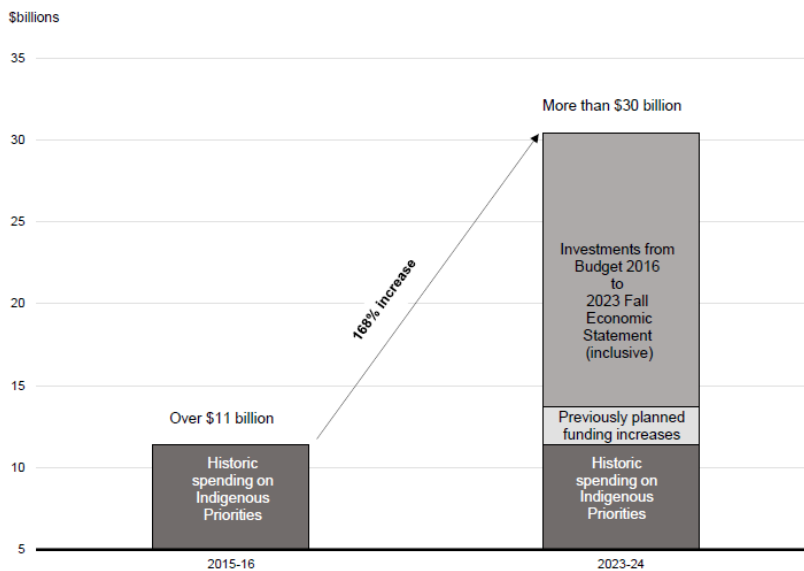 $billions
35
More than $30 billion
30
25
Investments from
Budget 2016
to
2023 Fall
Economic
Statement
(inclusive)
168% increase
20
15
Over $11 billion
Previously planned
funding increases
10
Historic
spending on
Indigenous
Priorities
Historic
spending on
Indigenous
Priorities
5
2015-16
2023-24